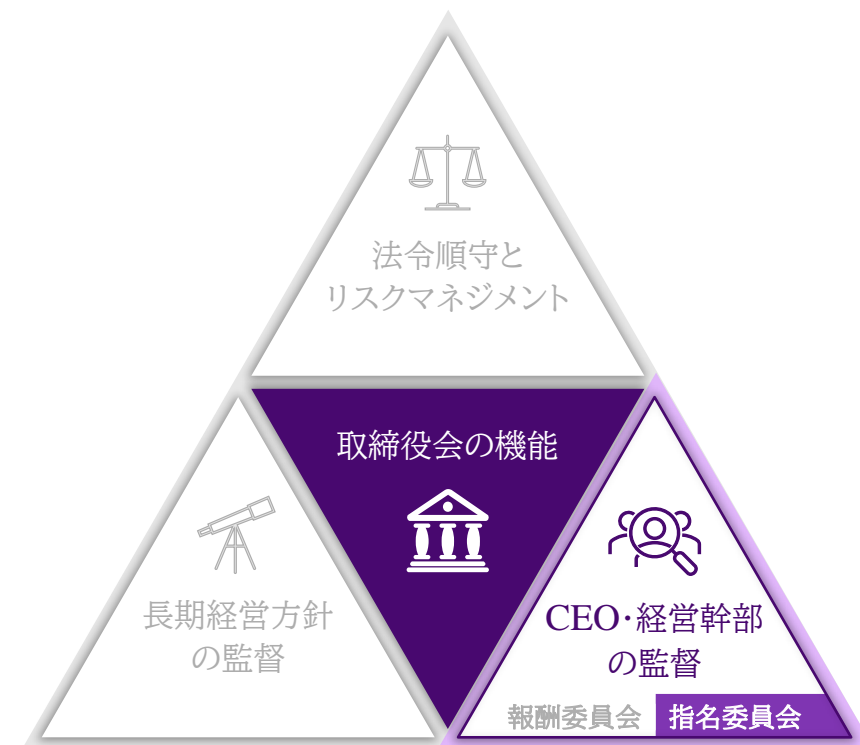 法令順守と
リスクマネジメント
取締役会の機能
長期経営方針
の監督
CEO・経営幹部
の監督
報酬委員会 指名委員会